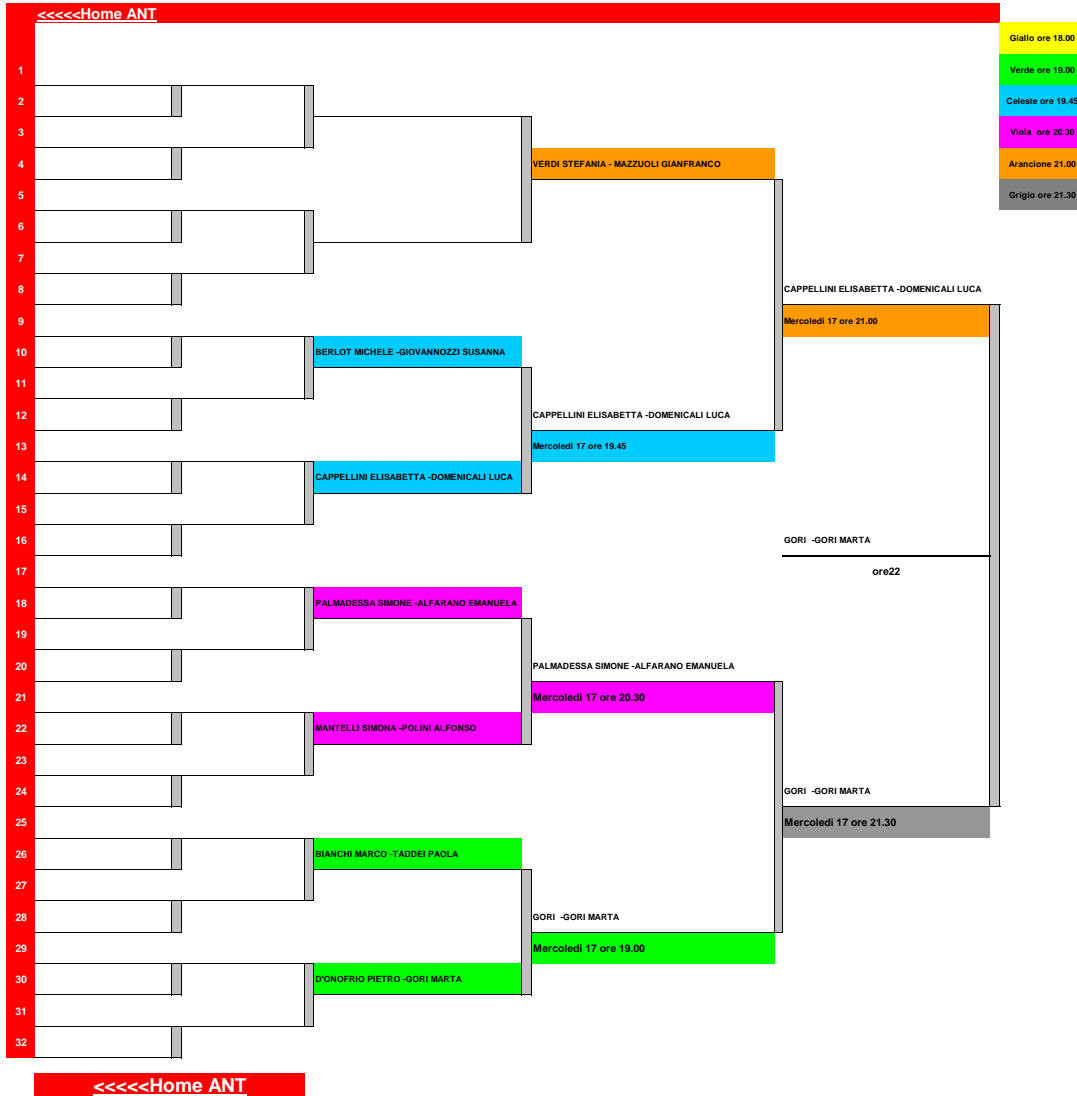 <<<<<Home ANT
Giallo ore 18.00
1
Verde ore 19.00
2
Celeste ore 19.45
3
Viola ore 20.30
4
VERDI STEFANIA - MAZZUOLI GIANFRANCO
Arancione 21.00
5
Grigio ore 21.30
6
7
8
CAPPELLINI ELISABETTA -DOMENICALI LUCA
9
Mercoledi 17 ore 21.00
10
BERLOT MICHELE -GIOVANNOZZI SUSANNA
11
12
CAPPELLINI ELISABETTA -DOMENICALI LUCA
13
Mercoledi 17 ore 19.45
14
CAPPELLINI ELISABETTA -DOMENICALI LUCA
15
16
GORI -GORI MARTA
17
ore22
18
PALMADESSA SIMONE -ALFARANO EMANUELA
19
20
PALMADESSA SIMONE -ALFARANO EMANUELA
21
Mercoledi 17 ore 20.30
22
MANTELLI SIMONA -POLINI ALFONSO
23
24
GORI -GORI MARTA
25
Mercoledi 17 ore 21.30
26
BIANCHI MARCO -TADDEI PAOLA
27
28
GORI -GORI MARTA
29
Mercoledi 17 ore 19.00
30
D'ONOFRIO PIETRO -GORI MARTA
31
32
<<<<<Home ANT